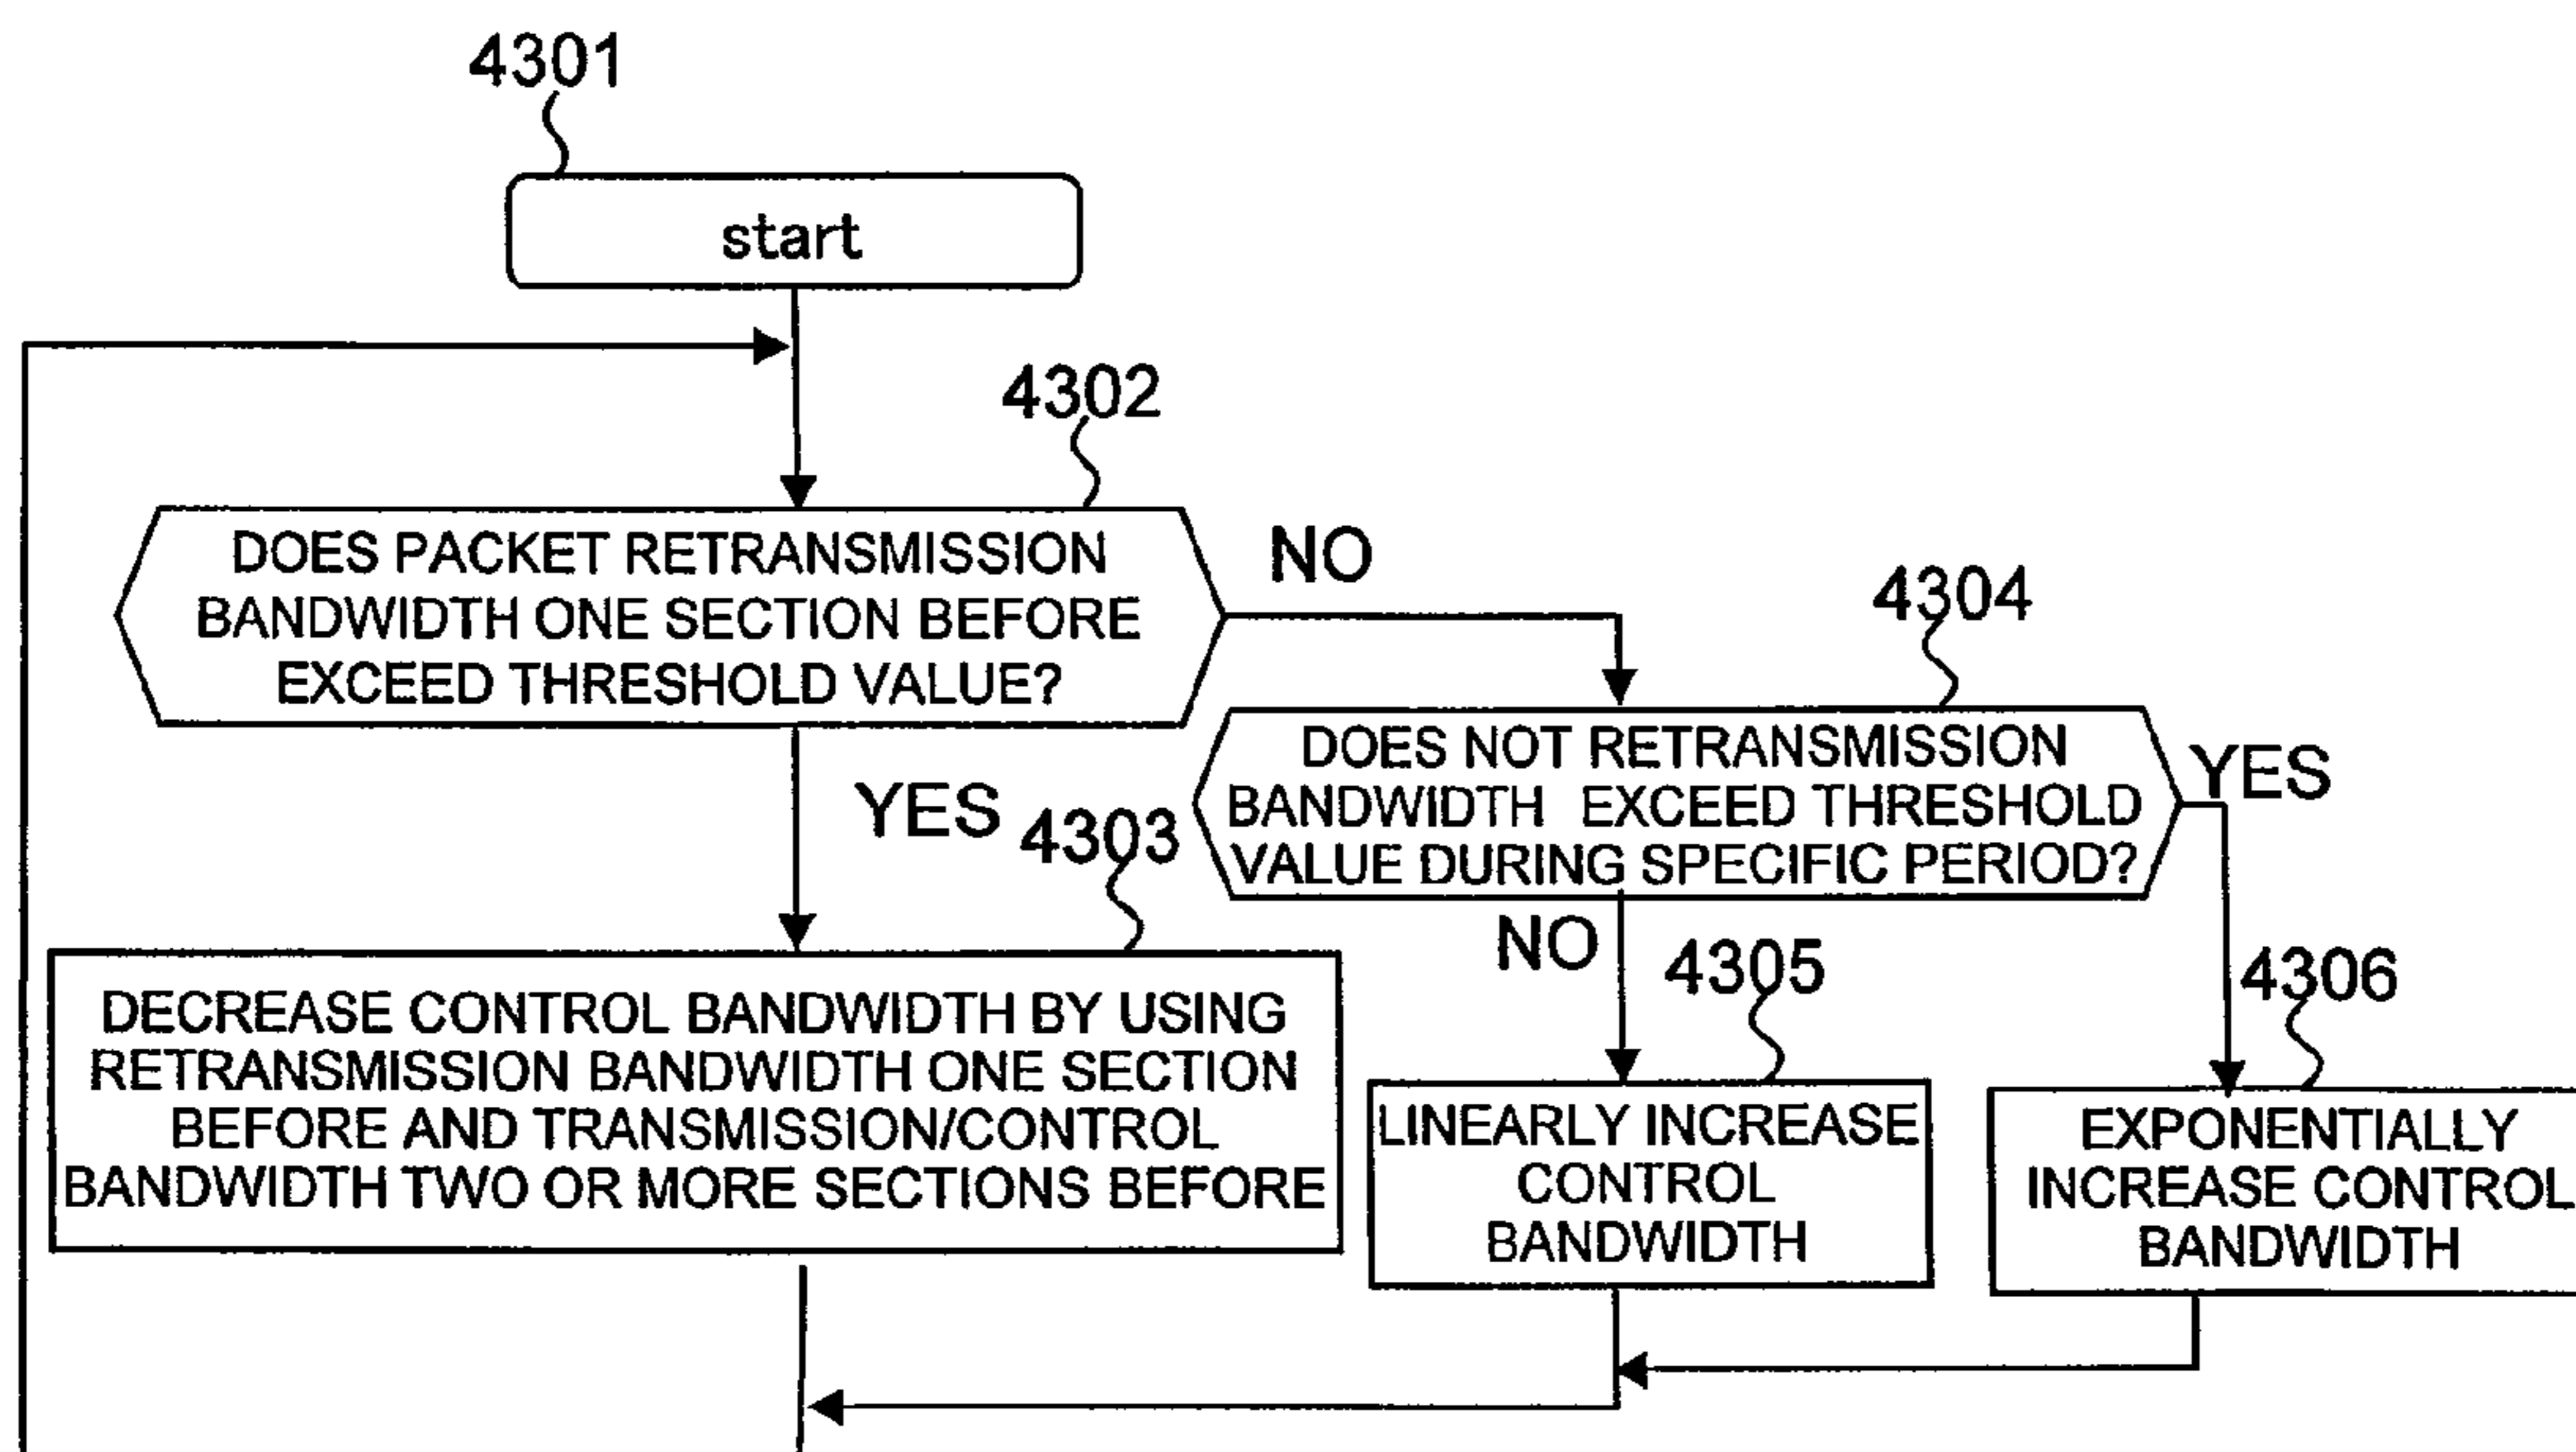 4301
start
4302
DOES PACKET RETRANSMISSION
BANDWIDTH ONE SECTION BEFORE
EXCEED THRESHOLD VALUE?
NO
4304
DOES NOT RETRANSMISSION
BANDWIDTH EXCEED THRESHOLD
VALUE DURING SPECIFIC PERIOD?
YES
YES
4303
DECREASE CONTROL BANDWIDTH BY USING
RETRANSMISSION BANDWIDTH ONE SECTION
BEFORE AND TRANSMISSION/CONTROL
BANDWIDTH TWO OR MORE SECTIONS BEFORE
NO
4305
LINEARLY INCREASE
CONTROL
BANDWIDTH
4306
EXPONENTIALLY
INCREASE CONTROL
BANDWIDTH